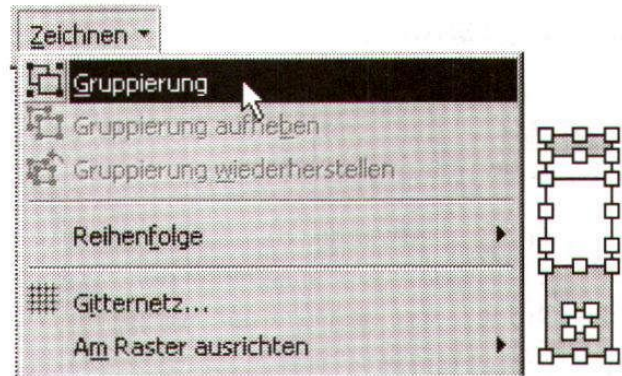 Zeichnen
Gruppierung
Gruppierung aufheben
Gruppierung wiederherstellen
Reihenfolge
Gitternetz...
Am Raster ausrichten